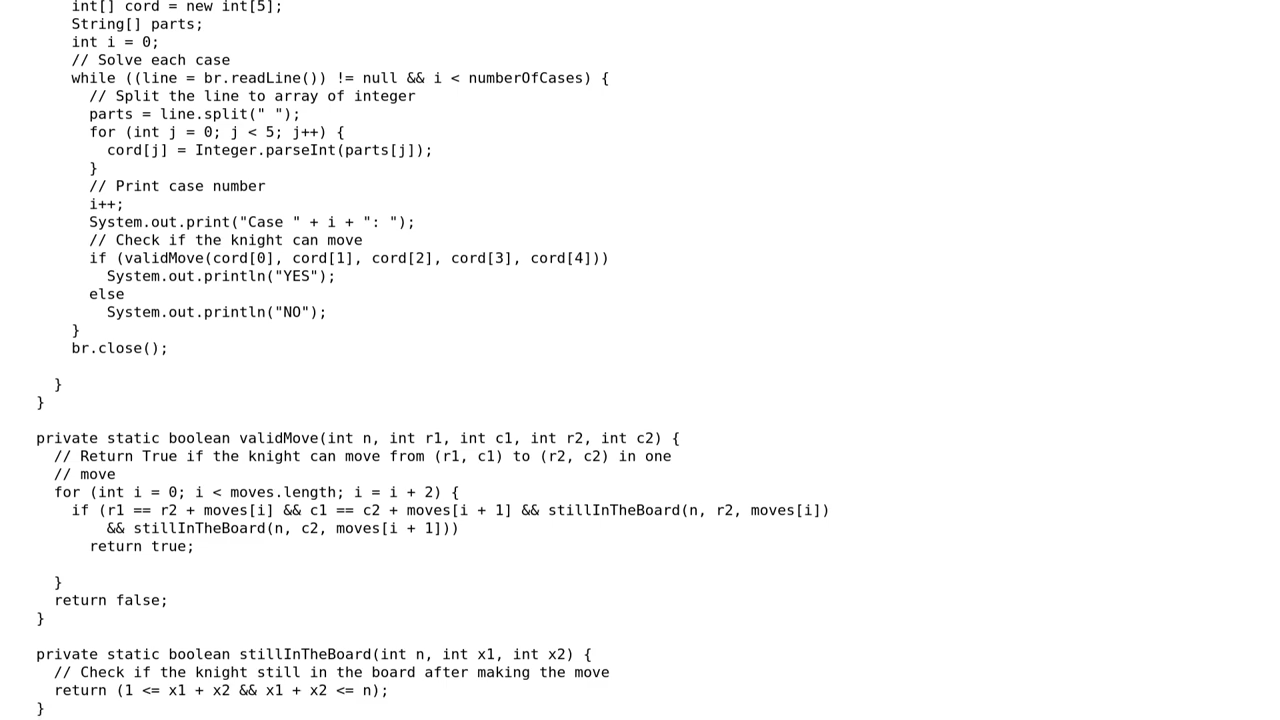 int[] cord = new int[5];
String[] parts;
int i = 0;
// Solve each case
while ((line = br.readLine()) != null && i < numberOfCases) {
// Split the line to array of integer
parts = line.split(" ");
for (int j = 0; j < 5; j++) {
cord[j] = Integer.parseInt(parts[j]);
}
// Print case number
i++;
System.out.print("Case " + i + ": ");
// Check if the knight can move
if (validMove(cord[0], cord[1], cord[2], cord[3], cord[4]))
System.out.println("YES");
else
System.out.println("NO");
}
br.close();
}
}
private static boolean validMove(int n, int r1, int c1, int r2, int c2) {
// Return True if the knight can move from (r1, c1) to (r2, c2) in one
// move
for (int i = 0; i < moves.length; i = i + 2) {
if (r1 == r2 + moves[i] && c1 == c2 + moves[i + 1] && stillInTheBoard(n, r2, moves[i])
&& stillInTheBoard(n, c2, moves[i + 1]))
return true;
}
return false;
}
private static boolean stillInTheBoard(int n, int x1, int x2) {
// Check if the knight still in the board after making the move
return (1 <= x1 + x2 && x1 + x2 <= n);
}